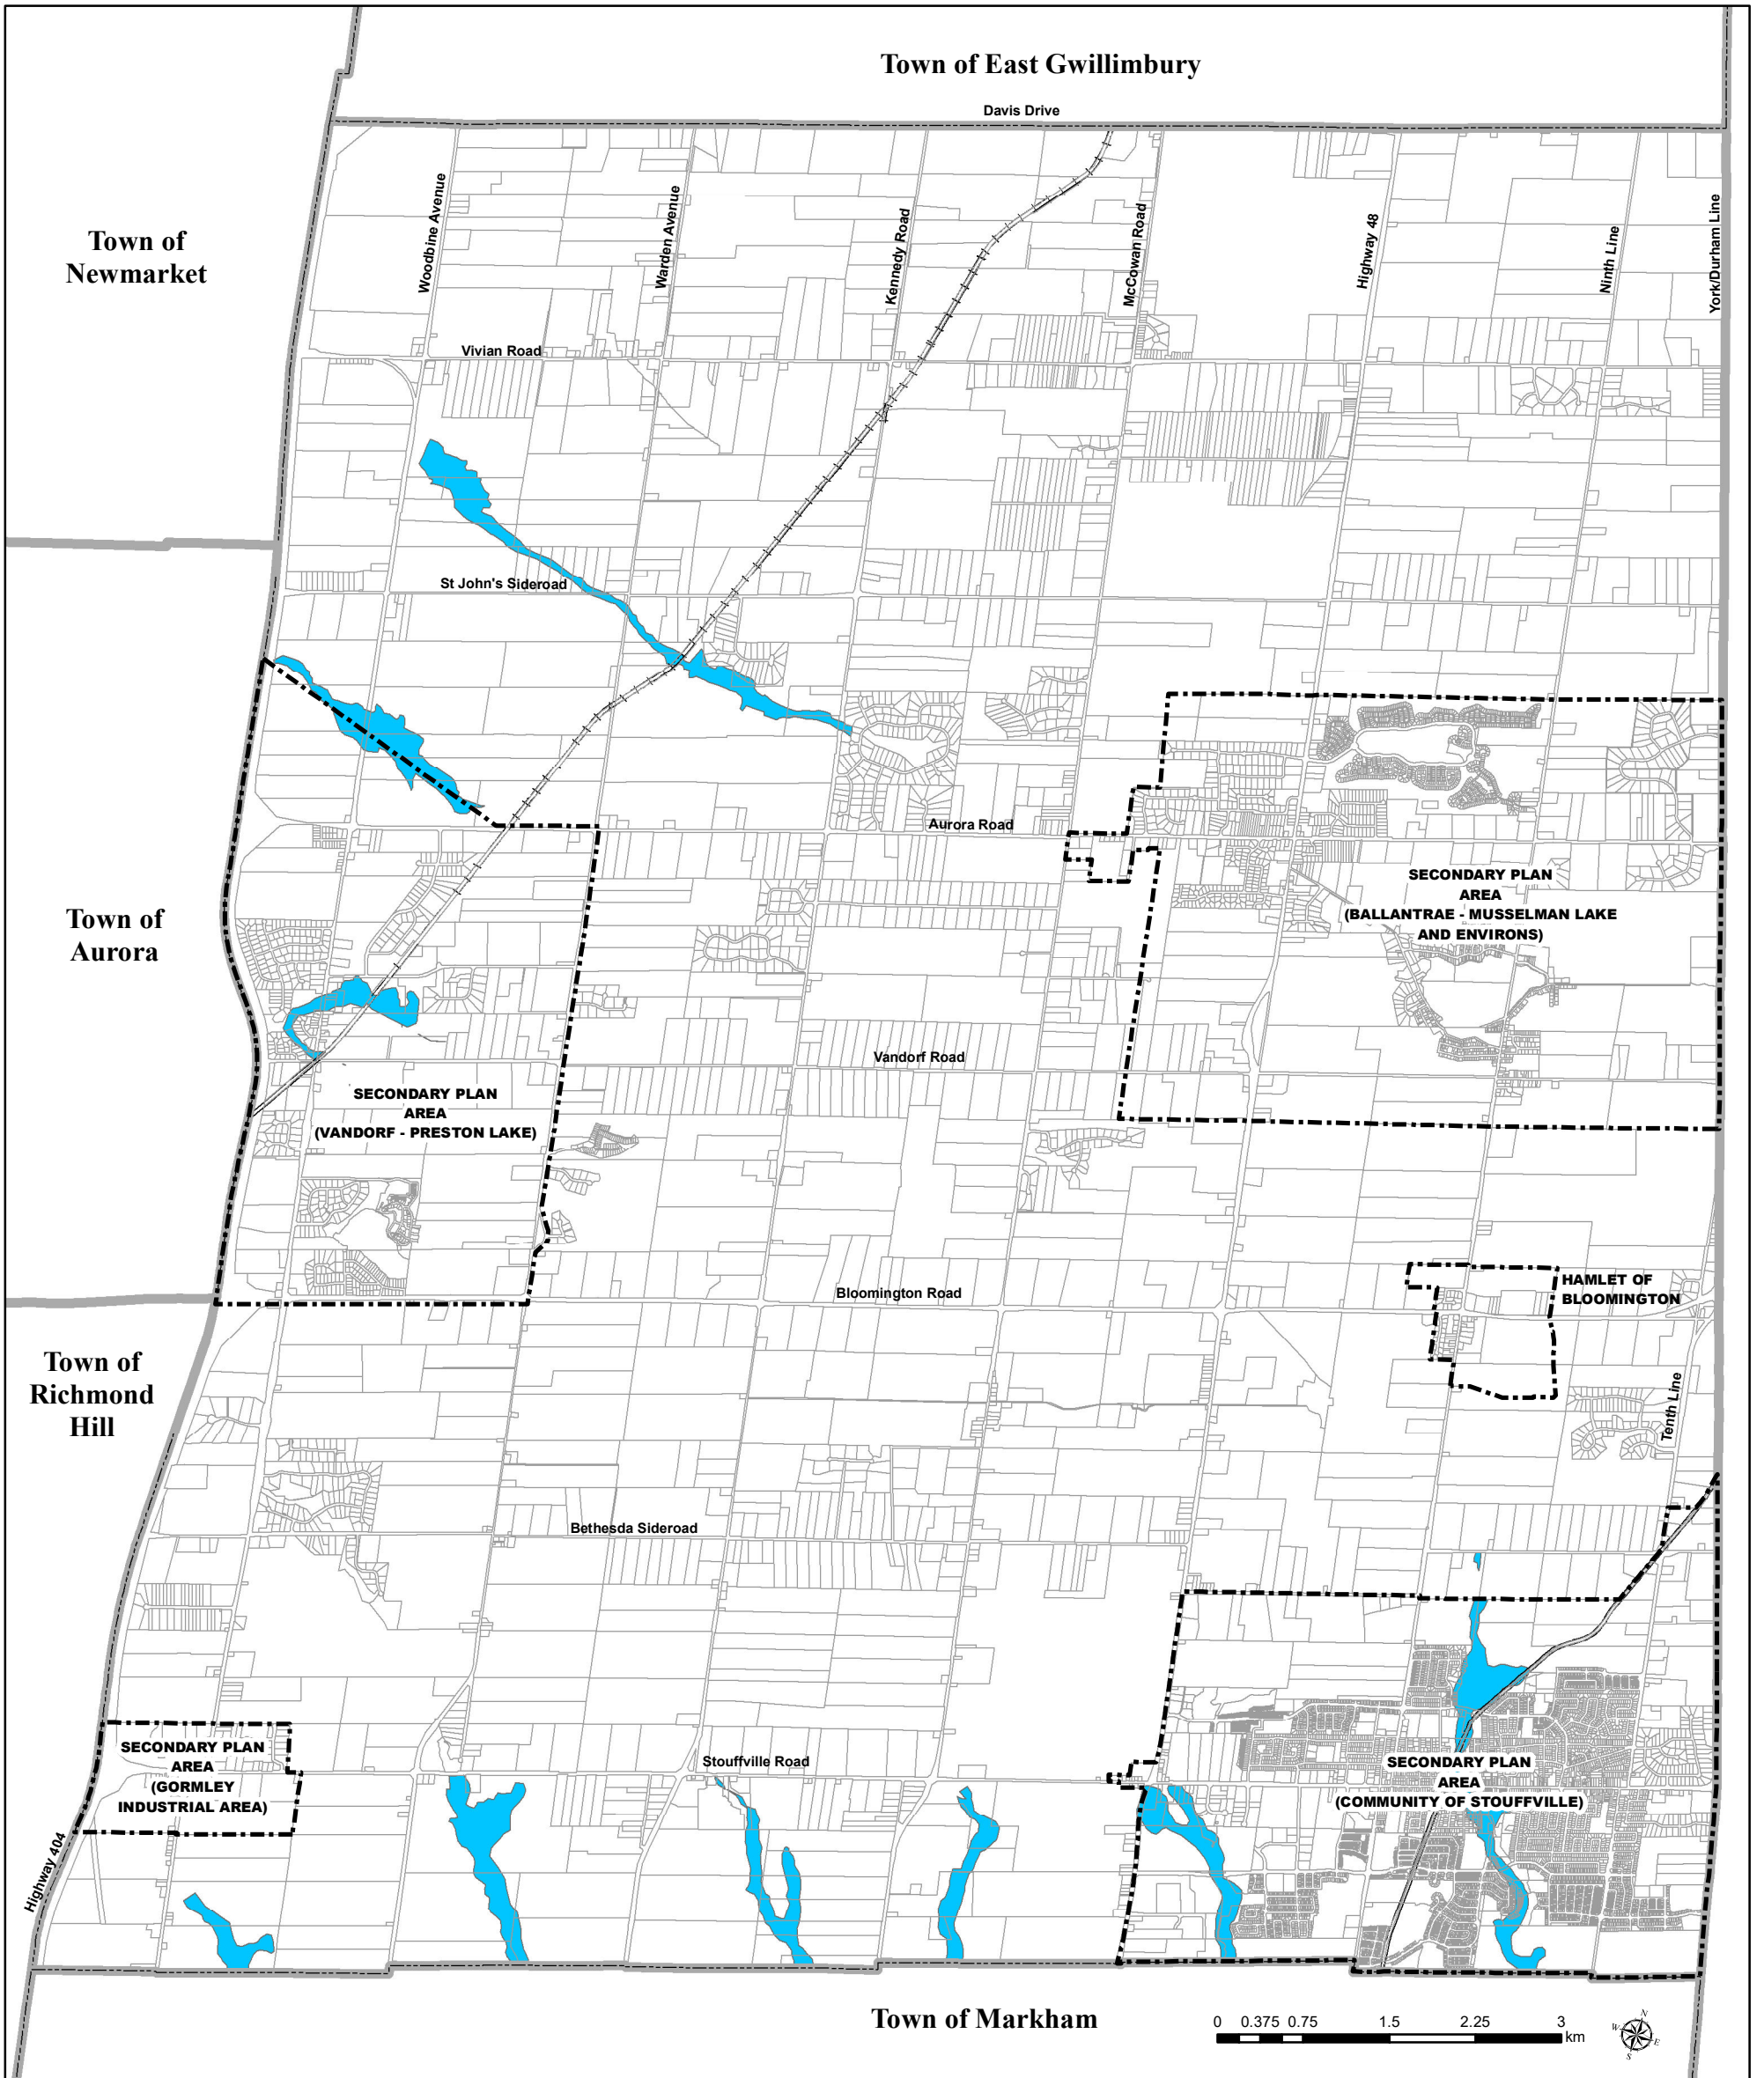 Town of East Gwillimbury
Davis Drive
Town of
Newmarket
Woodbine Avenue
Warden Avenue
Kennedy Road
McCowan Road
Highway 48
Ninth Line
York/Durham Line
Vivian Road
St John's Sideroad
Aurora Road
SECONDARY PLAN
AREA
(BALLANTRAE - MUSSELMAN LAKE
AND ENVIRONS)
Town of
Aurora
Vandorf Road
SECONDARY PLAN
AREA
(VANDORF - PRESTON LAKE)
HAMLET OF
BLOOMINGTON
Bloomington Road
Town of
Richmond
Hill
Tenth Line
Bethesda Sideroad
SECONDARY PLAN
AREA
(GORMLEY
INDUSTRIAL AREA)
Stouffville Road
SECONDARY PLAN
AREA
(COMMUNITY OF STOUFFVILLE)
Highway 404
Town of Markham
0 0.375 0.75 1.5 2.25 3
km
N
W
E
S